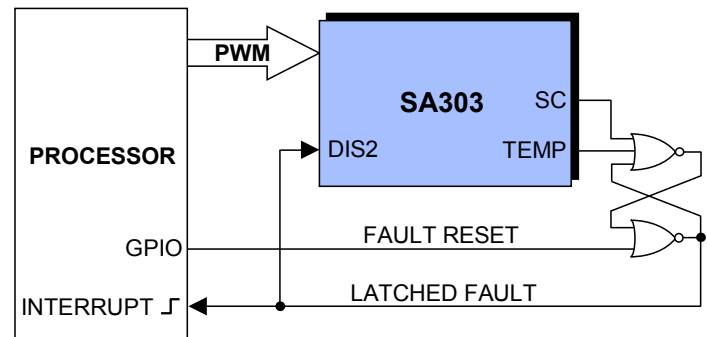 PWM
SA303
SC
PROCESSOR
DIS2
TEMP
GPIO
FAULT RESET
INTERRUPT
LATCHED FAULT